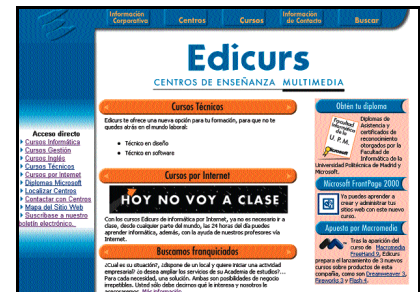 Información Corporativa
Centros
Cursos
Información de Contacto
Buscar
Edicurs
CENTROS DE ENSEÑANZA MULTIMEDIA
Acceso directo
Cursos Informática
Cursos Gestión
Cursos Inglés
Cursos Técnicos
Cursos por Internet
Diplomas Microsoft
Localizar Centros
Contactar con Centros
Mapa del Sitio Web
Suscríbase a nuestro
boletín electrónico.
Cursos Técnicos
Edicurs te ofrece una nueva opción para tu formación, para que no te
quedes atrás en el mundo laboral:
Técnico en diseño
Técnico en software
Cursos por Internet
HOY NO VOY A CLASE
Con los cursos Edicurs de informática por Internet, ya no es necesario ir a
clase, desde cualquier parte del mundo, las 24 horas del día puedes
aprender informática, además, con la ayuda de nuestros profesores vía
Internet.
Buscamos franquiciados
¿Cual es su situación?, ¿dispone de un local y quiere iniciar una actividad
empresarial? ¿o desea ampliar los servicios de su Academia de estudios?...
Para cada necesidad, una solución. Ambas son posibilidades de negocio
irrepetibles. Usted sólo debe decirnos qué le interesa y nosotros le
asesoraremos. Más información
Obtén tu diploma
Facultad
Informática
de la
U. P. M.
Microsoft
Diplomas de
Asistencia y
certificados de
reconocimiento
otorgados por la
Facultad de
Informática de la
Universidad Politécnica de Madrid y
Microsoft.
Microsoft FrontPage 2000
Ya puedes aprender a
crear y administrar tus
sitios web con este nuevo
curso.
Apuesta por Macromedia
Tras la aparición del
curso de Macromedia
FreeHand 9, Edicurs
prepara el lanzamiento de 3 nuevos
cursos sobre productos de esta
compañía, como son Dreamweaver 3,
Fireworks 3 y Flash 4.